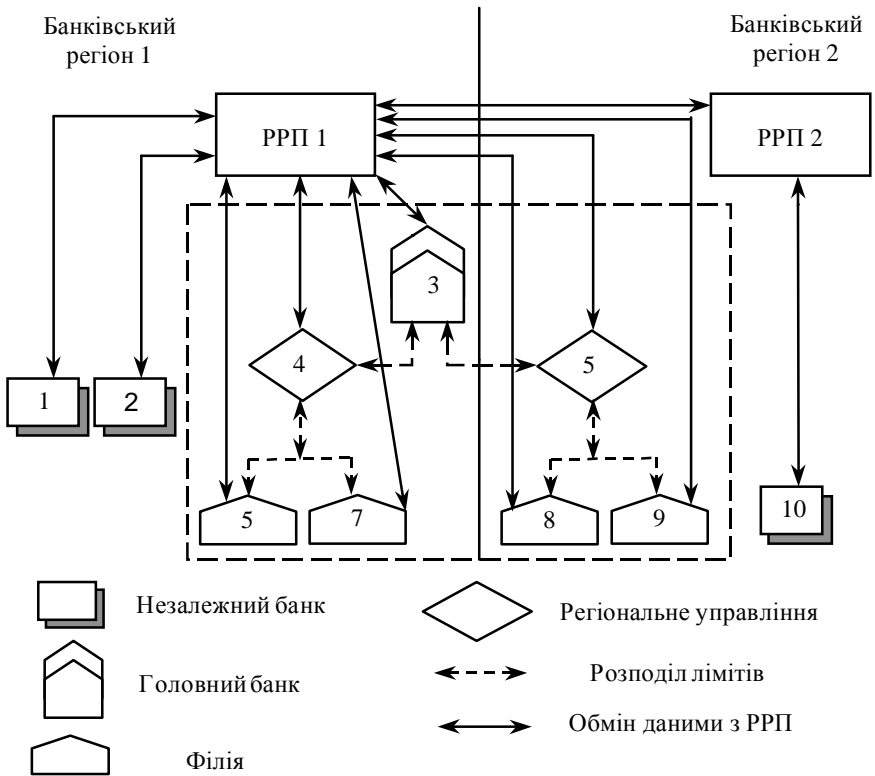 Банківський
регіон 1
Банківський
регіон 2
РРП 1
РРП 2
3
4
5
1
2
5
7
8
9
10
Незалежний банк
Регіональне управління
Головний банк
Розподіл лімітів
Обмін даними з РРП
Філія